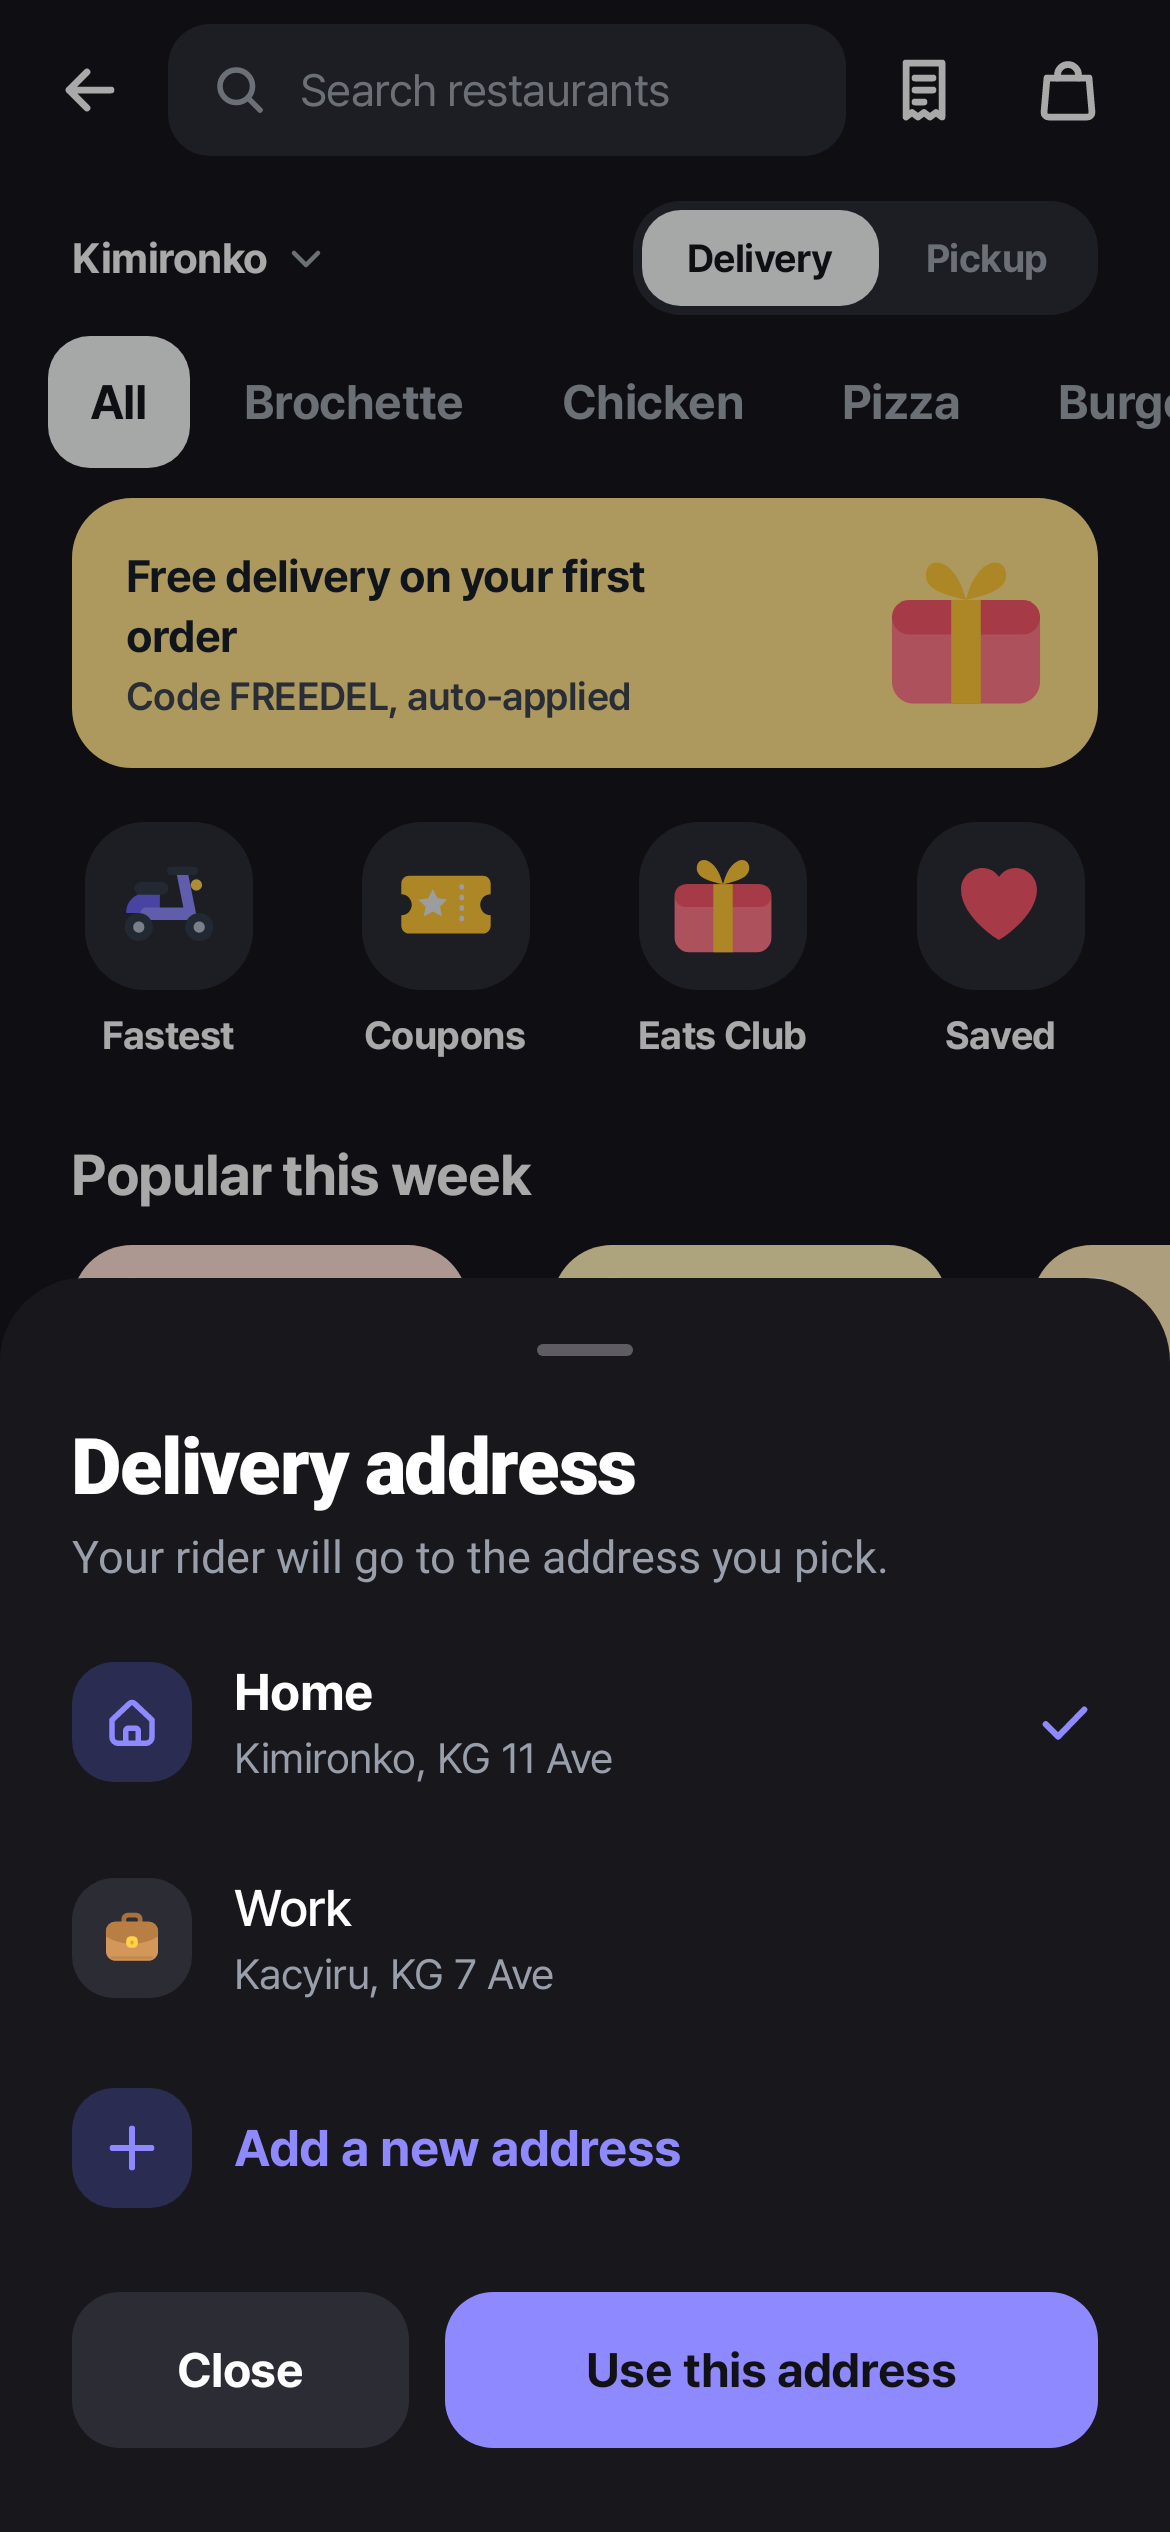 Search restaurants
Kimironko
Delivery
Pickup
All
Brochette
Chicken
Pizza
Burge
Free delivery on your first
order
Code FREEDEL, auto-applied
Fastest
Coupons
Eats Club
Saved
Popular this week
Delivery address
Your rider will go to the address you pick.
Home
Kimironko, KG 11 Ave
Work
Kacyiru, KG 7 Ave
Add a new address
Close
Use this address